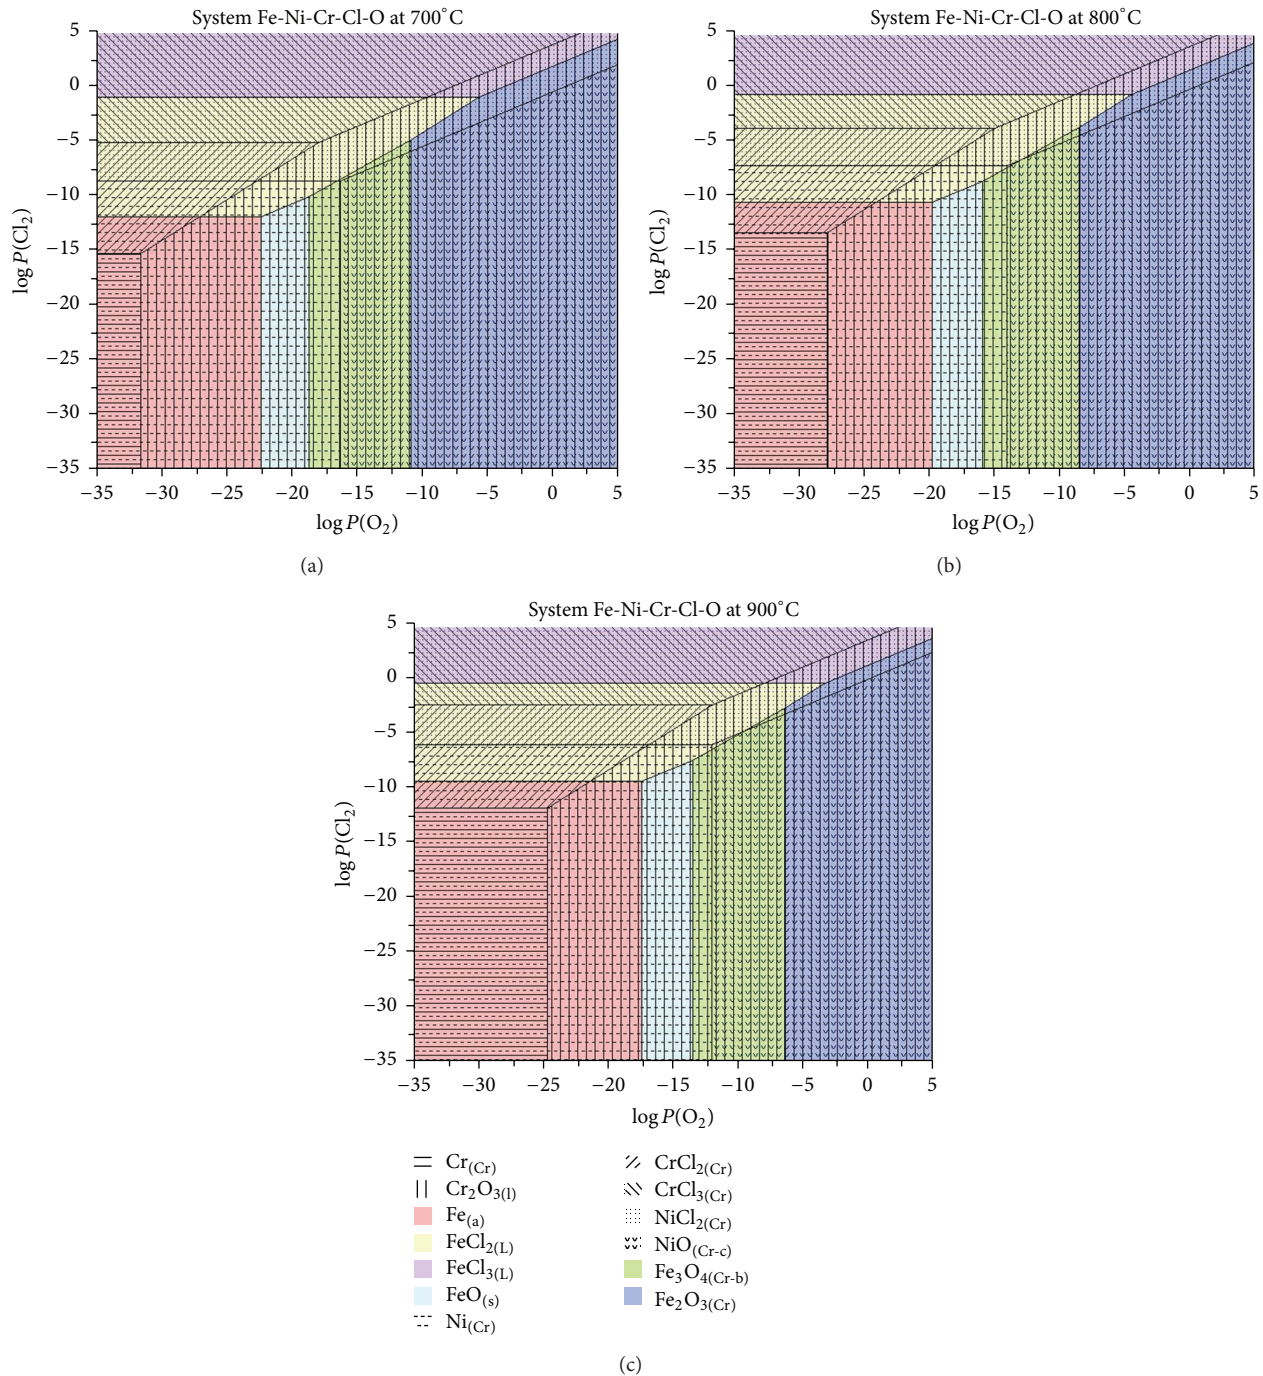 System Fe-Ni-Cr-Cl-O at 700°C
5
0
−5
−10
−15
−20
−25
−30
−35
log P(Cl₂)
−35 −30 −25 −20 −15 −10 −5 0 5
log P(O₂)
(a)
System Fe-Ni-Cr-Cl-O at 800°C
5
0
−5
−10
−15
−20
−25
−30
−35
log P(Cl₂)
−35 −30 −25 −20 −15 −10 −5 0 5
log P(O₂)
(b)
System Fe-Ni-Cr-Cl-O at 900°C
5
0
−5
−10
−15
−20
−25
−30
−35
log P(Cl₂)
−35 −30 −25 −20 −15 −10 −5 0 5
log P(O₂)
Cr(Cr)
Cr₂O₃(l)
Fe(a)
FeCl₂(L)
FeCl₃(L)
FeO(s)
Ni(Cr)
CrCl₂(Cr)
CrCl₃(Cr)
NiCl₂(Cr)
NiO(Cr-c)
Fe₃O₄(Cr-b)
Fe₂O₃(Cr)
(c)